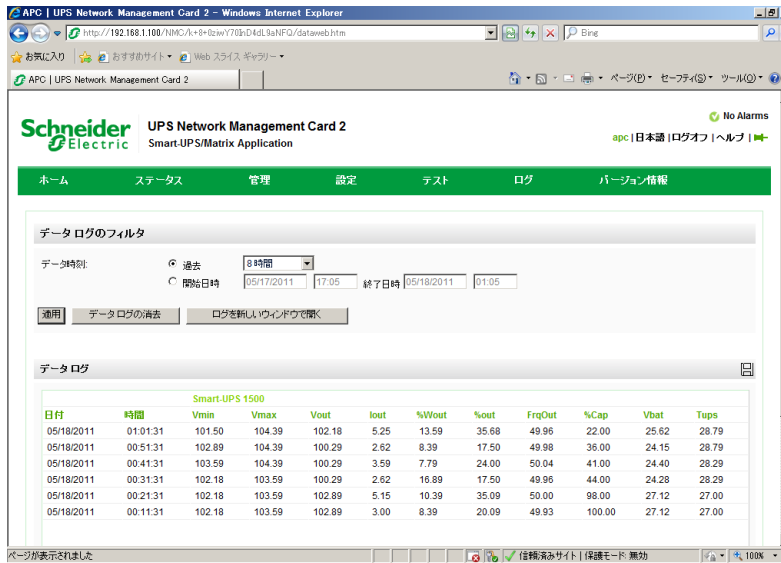 APC | UPS Network Management Card 2 - Windows Internet Explorer
http://192.168.1.100/NMC/k+8+0ziwY70InD4dL9aNFQ/dataweb.htm
Bing
お気に入り おすすめサイト Web スライス ギャラリー
APC | UPS Network Management Card 2
ページ(P) セーフティ(S) ツール(O)
No Alarms
Schneider Electric
UPS Network Management Card 2
Smart-UPS/Matrix Application
apc | 日本語 | ログオフ | ヘルプ |
ホーム ステータス 管理 設定 テスト ログ バージョン情報
データ ログのフィルタ
データ時刻: 過去 8 時間
開始日時 05/17/2011 17:05 終了日時 05/18/2011 01:05
適用 データ ログの消去 ログを新しいウィンドウで開く
データ ログ
Smart-UPS 1500
日付 時間 Vmin Vmax Vout Iout %Wout %out FrqOut %Cap Vbat Tups
05/18/2011 01:01:31 101.50 104.39 102.18 5.25 13.59 35.68 49.96 22.00 25.62 28.79
05/18/2011 00:51:31 102.89 104.39 100.29 2.62 8.39 17.50 49.98 36.00 24.15 28.79
05/18/2011 00:41:31 103.59 104.39 100.29 3.59 7.79 24.00 50.04 41.00 24.40 28.29
05/18/2011 00:31:31 102.18 103.59 100.29 2.62 16.89 17.50 49.96 44.00 24.28 28.29
05/18/2011 00:21:31 102.18 103.59 102.89 5.15 10.39 35.09 50.00 98.00 27.12 27.00
05/18/2011 00:11:31 102.18 103.59 102.89 3.00 8.39 20.09 49.93 100.00 27.12 27.00
ページが表示されました
信頼済みサイト | 保護モード: 無効
100%